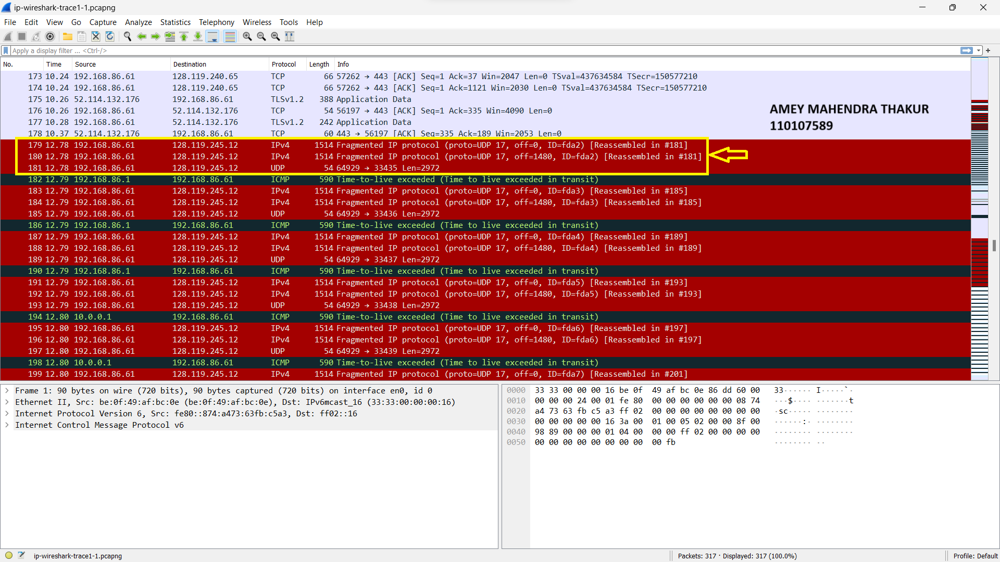 ip-wireshark-trace1-1.pcapng
File Edit View Go Capture Analyze Statistics Telephony Wireless Tools Help
Apply a display filter ... <Ctrl-/>
No. Time Source Destination Protocol Length Info
173 10.24 192.168.86.61 128.119.240.65 TCP 66 57262 → 443 [ACK] Seq=1 Ack=37 Win=2047 Len=0 TSval=437634584 TSecr=150577210
174 10.24 192.168.86.61 128.119.240.65 TCP 66 57262 → 443 [ACK] Seq=1 Ack=1121 Win=2030 Len=0 TSval=437634584 TSecr=150577210
175 10.26 52.114.132.176 192.168.86.61 TLSv1.2 388 Application Data
176 10.26 192.168.86.61 52.114.132.176 TCP 54 56197 → 443 [ACK] Seq=1 Ack=335 Win=4090 Len=0
177 10.28 192.168.86.61 52.114.132.176 TLSv1.2 242 Application Data
178 10.37 52.114.132.176 192.168.86.61 TCP 60 443 → 56197 [ACK] Seq=335 Ack=189 Win=2053 Len=0
AMEY MAHENDRA THAKUR
110107589
179 12.78 192.168.86.61 128.119.245.12 IPv4 1514 Fragmented IP protocol (proto=UDP 17, off=0, ID=fda2) [Reassembled in #181]
180 12.78 192.168.86.61 128.119.245.12 IPv4 1514 Fragmented IP protocol (proto=UDP 17, off=1480, ID=fda2) [Reassembled in #181]
181 12.78 192.168.86.61 128.119.245.12 UDP 54 64929 → 33435 Len=2972
182 12.79 192.168.86.1 192.168.86.61 ICMP 590 Time-to-live exceeded (Time to live exceeded in transit)
183 12.79 192.168.86.61 128.119.245.12 IPv4 1514 Fragmented IP protocol (proto=UDP 17, off=0, ID=fda3) [Reassembled in #185]
184 12.79 192.168.86.61 128.119.245.12 IPv4 1514 Fragmented IP protocol (proto=UDP 17, off=1480, ID=fda3) [Reassembled in #185]
185 12.79 192.168.86.61 128.119.245.12 UDP 54 64929 → 33436 Len=2972
186 12.79 192.168.86.1 192.168.86.61 ICMP 590 Time-to-live exceeded (Time to live exceeded in transit)
187 12.79 192.168.86.61 128.119.245.12 IPv4 1514 Fragmented IP protocol (proto=UDP 17, off=0, ID=fda4) [Reassembled in #189]
188 12.79 192.168.86.61 128.119.245.12 IPv4 1514 Fragmented IP protocol (proto=UDP 17, off=1480, ID=fda4) [Reassembled in #189]
189 12.79 192.168.86.61 128.119.245.12 UDP 54 64929 → 33437 Len=2972
190 12.79 192.168.86.1 192.168.86.61 ICMP 590 Time-to-live exceeded (Time to live exceeded in transit)
191 12.79 192.168.86.61 128.119.245.12 IPv4 1514 Fragmented IP protocol (proto=UDP 17, off=0, ID=fda5) [Reassembled in #193]
192 12.79 192.168.86.61 128.119.245.12 IPv4 1514 Fragmented IP protocol (proto=UDP 17, off=1480, ID=fda5) [Reassembled in #193]
193 12.79 192.168.86.61 128.119.245.12 UDP 54 64929 → 33438 Len=2972
194 12.80 10.0.0.1 192.168.86.61 ICMP 590 Time-to-live exceeded (Time to live exceeded in transit)
195 12.80 192.168.86.61 128.119.245.12 IPv4 1514 Fragmented IP protocol (proto=UDP 17, off=0, ID=fda6) [Reassembled in #197]
196 12.80 192.168.86.61 128.119.245.12 IPv4 1514 Fragmented IP protocol (proto=UDP 17, off=1480, ID=fda6) [Reassembled in #197]
197 12.80 192.168.86.61 128.119.245.12 UDP 54 64929 → 33439 Len=2972
198 12.80 10.0.0.1 192.168.86.61 ICMP 590 Time-to-live exceeded (Time to live exceeded in transit)
199 12.80 192.168.86.61 128.119.245.12 IPv4 1514 Fragmented IP protocol (proto=UDP 17, off=0, ID=fda7) [Reassembled in #201]
Frame 1: 90 bytes on wire (720 bits), 90 bytes captured (720 bits) on interface en0, id 0
Ethernet II, Src: be:0f:49:af:bc:0e (be:0f:49:af:bc:0e), Dst: IPv6mcast_16 (33:33:00:00:00:16)
Internet Protocol Version 6, Src: fe80::874:a473:63fb:c5a3, Dst: ff02::16
Internet Control Message Protocol v6
0000 33 33 00 00 00 16 be 0f 49 af bc 0e 86 dd 60 00 33······ I·····`·
0010 00 00 00 24 00 01 fe 80 00 00 00 00 00 00 08 74 ···$···· ·······t
0020 a4 73 63 fb c5 a3 ff 02 00 00 00 00 00 00 00 00 ·sc····· ········
0030 00 00 00 00 00 16 3a 00 01 00 05 02 00 00 8f 00 ······:· ········
0040 98 89 00 00 00 01 04 00 00 00 ff 02 00 00 00 00 ········ ········
0050 00 00 00 00 00 00 00 00 00 fb ········ ··
ip-wireshark-trace1-1.pcapng
Packets: 317 · Displayed: 317 (100.0%)
Profile: Default